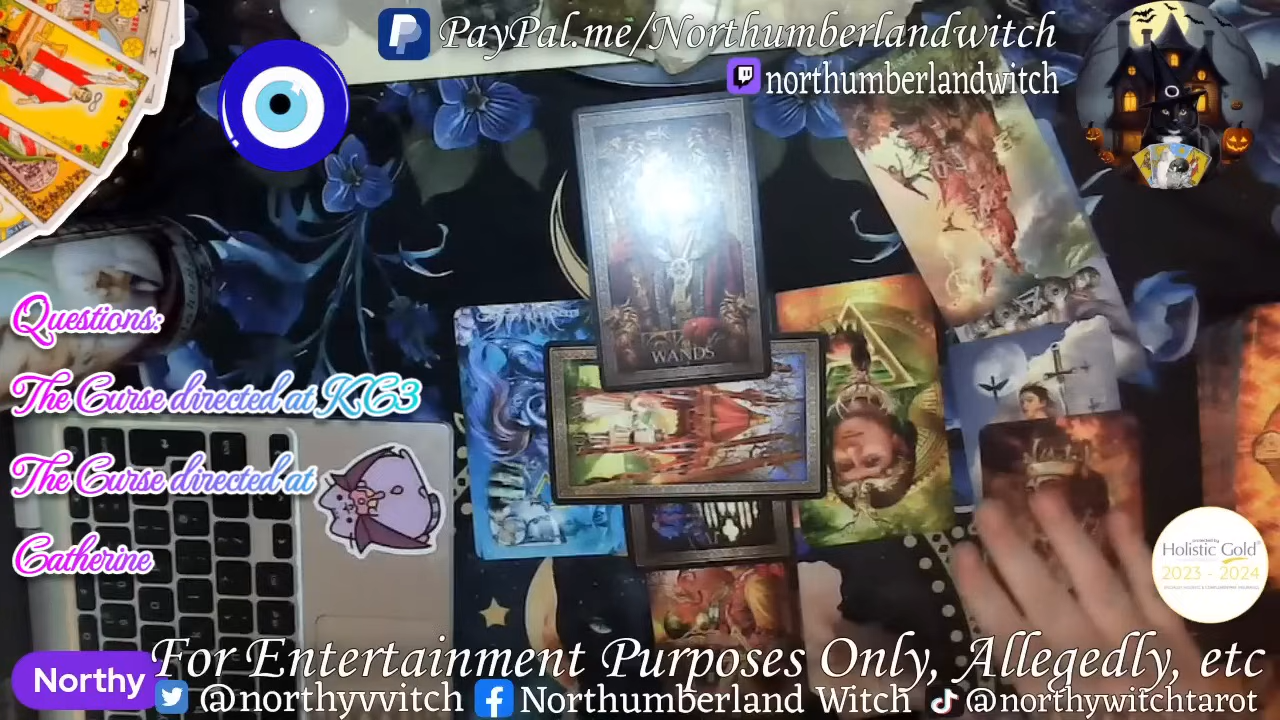 PayPal.me/Northumberlandwitch
northumberlandwitch
WANDS
Questions:
The Curse directed at KC3
The Curse directed at
Catherine
Holistic Gold
2023 - 2024
For Entertainment Purposes Only, Allegedly, etc
Northy
@northyvvitch
Northumberland Witch
@northywitchtarot